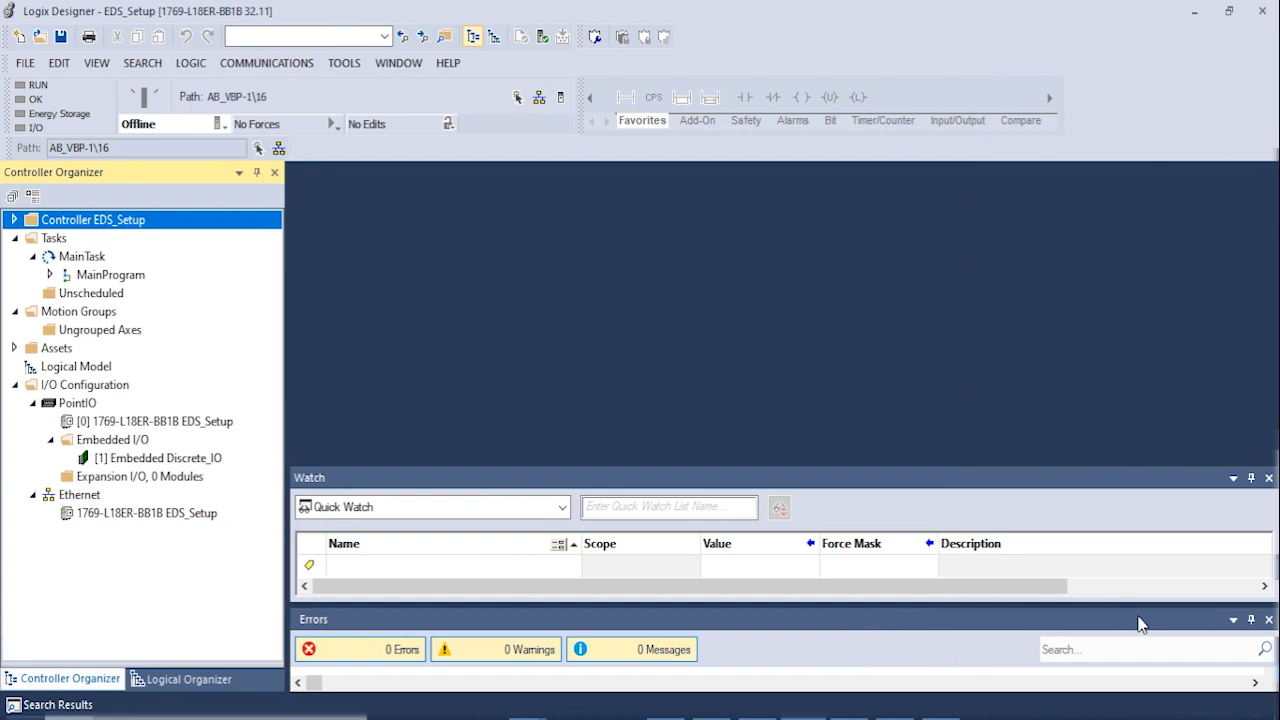 Logix Designer - EDS_Setup [1769-L18ER-BB1B 32.11]
FILE EDIT VIEW SEARCH LOGIC COMMUNICATIONS TOOLS WINDOW HELP
RUN
OK
Energy Storage
I/O
Path: AB_VBP-1\16
Offline
No Forces
No Edits
CPS
(U)
(L)
Favorites Add-On Safety Alarms Bit Timer/Counter Input/Output Compare
Path: AB_VBP-1\16
Controller Organizer
Controller EDS_Setup
Tasks
MainTask
MainProgram
Unscheduled
Motion Groups
Ungrouped Axes
Assets
Logical Model
I/O Configuration
PointIO
[0] 1769-L18ER-BB1B EDS_Setup
Embedded I/O
[1] Embedded Discrete_IO
Expansion I/O, 0 Modules
Ethernet
1769-L18ER-BB1B EDS_Setup
Controller Organizer
Logical Organizer
Watch
Quick Watch
Enter Quick Watch List Name...
Name Scope Value Force Mask Description
Errors
0 Errors
0 Warnings
0 Messages
Search...
Search Results